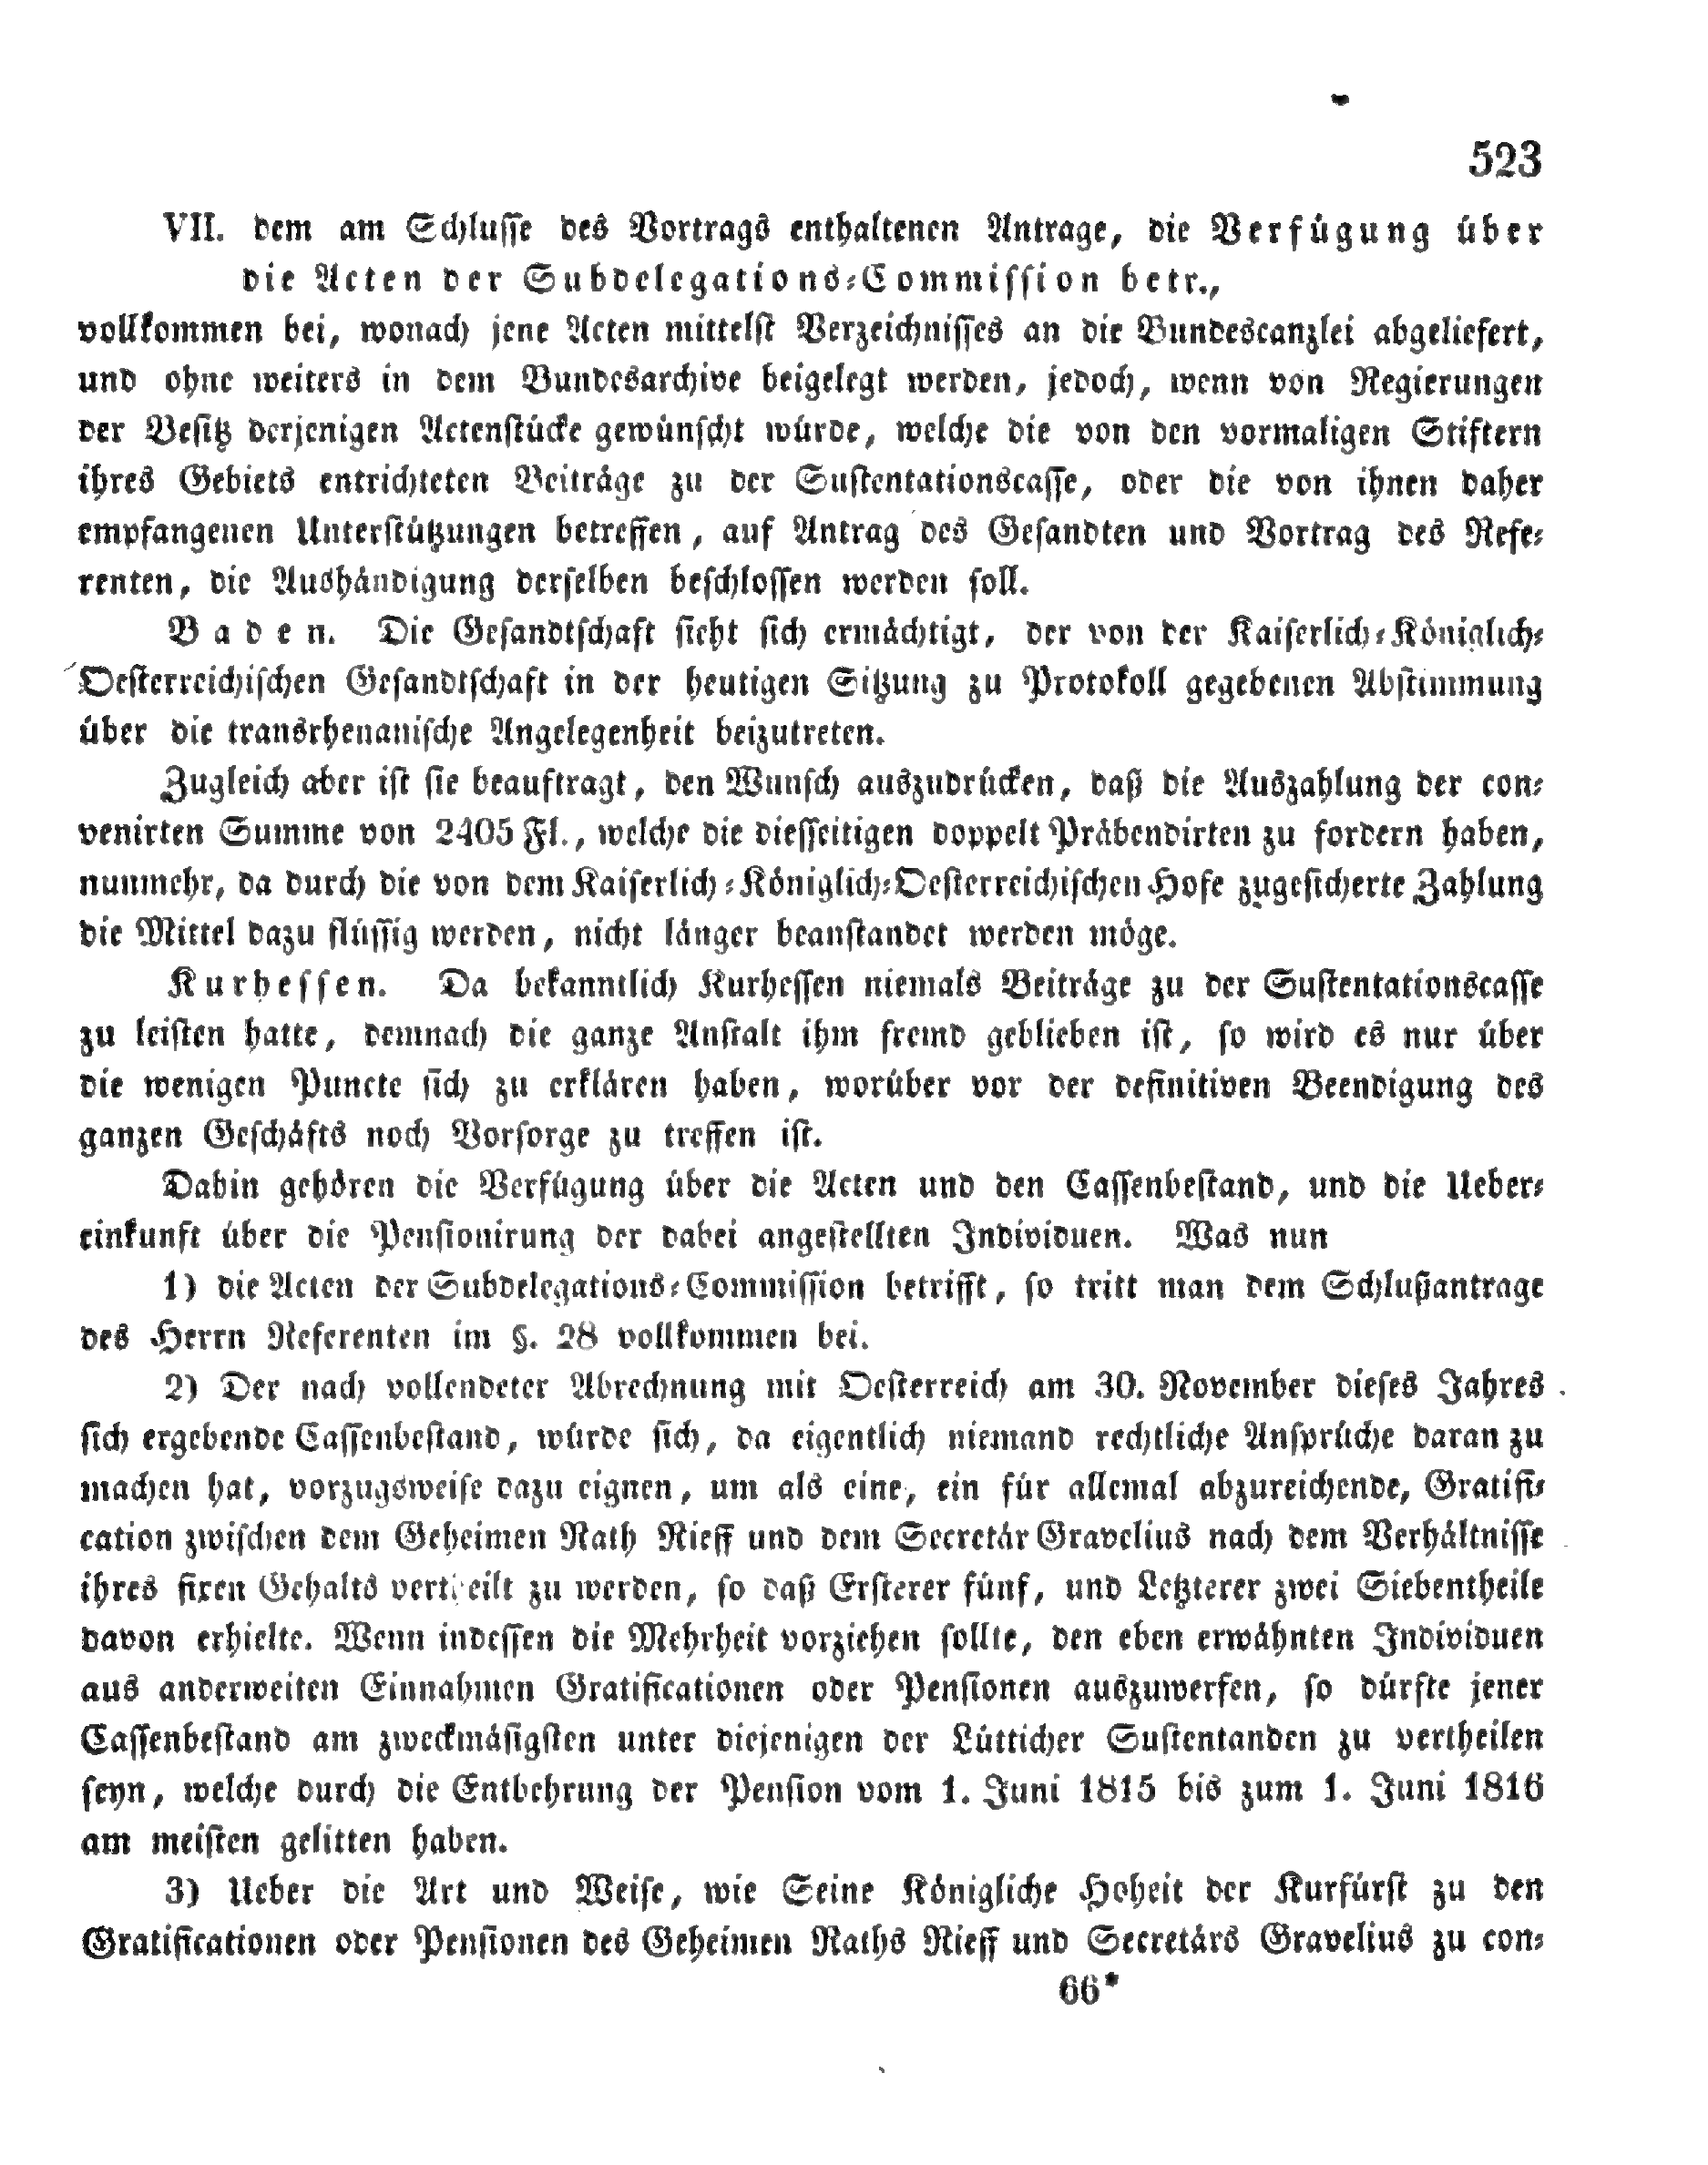 523
VII. dem am Schlusse des Vortrags enthaltenen Antrage, die Verfügung über
die Acten der Subdelegations-Commission betr.,
vollkommen bei, wonach jene Acten mittelst Verzeichnisses an die Bundescanzlei abgeliefert,
und ohne weiters in dem Bundesarchive beigelegt werden, jedoch, wenn von Regierungen
der Besitz derjenigen Actenstücke gewünscht würde, welche die von den vormaligen Stiftern
ihres Gebiets entrichteten Beiträge zu der Sustentationscasse, oder die von ihnen daher
empfangenen Unterstützungen betreffen, auf Antrag des Gesandten und Vortrag des Refe-
renten, die Aushändigung derselben beschlossen werden soll.
Baden. Die Gesandtschaft sieht sich ermächtigt, der von der Kaiserlich-Königlich-
Oesterreichischen Gesandtschaft in der heutigen Sitzung zu Protokoll gegebenen Abstimmung
über die transrhenanische Angelegenheit beizutreten.
Zugleich aber ist sie beauftragt, den Wunsch auszudrücken, daß die Auszahlung der con-
venirten Summe von 2405 Fl., welche die diesseitigen doppelt Präbendirten zu fordern haben,
nunmehr, da durch die von dem Kaiserlich-Königlich-Oesterreichischen Hofe zugesicherte Zahlung
die Mittel dazu flüssig werden, nicht länger beanstandet werden möge.
Kurhessen. Da bekanntlich Kurhessen niemals Beiträge zu der Sustentationscasse
zu leisten hatte, demnach die ganze Anstalt ihm fremd geblieben ist, so wird es nur über
die wenigen Puncte sich zu erklären haben, worüber vor der definitiven Beendigung des
ganzen Geschäfts noch Vorsorge zu treffen ist.
Dahin gehören die Verfügung über die Acten und den Cassenbestand, und die Ueber-
einkunft über die Pensionirung der dabei angestellten Individuen. Was nun
1) die Acten der Subdelegations-Commission betrifft, so tritt man dem Schlußantrage
des Herrn Referenten im §. 28 vollkommen bei.
2) Der nach vollendeter Abrechnung mit Oesterreich am 30. November dieses Jahres
sich ergebende Cassenbestand, würde sich, da eigentlich niemand rechtliche Ansprüche daran zu
machen hat, vorzugsweise dazu eignen, um als eine, ein für allemal abzureichende, Gratifi-
cation zwischen dem Geheimen Rath Rieff und dem Secretär Gravelius nach dem Verhältnisse
ihres fixen Gehalts vertheilt zu werden, so daß Ersterer fünf, und Letzterer zwei Siebentheile
davon erhielte. Wenn indessen die Mehrheit vorziehen sollte, den eben erwähnten Individuen
aus anderweiten Einnahmen Gratificationen oder Pensionen auszuwerfen, so dürfte jener
Cassenbestand am zweckmäsigsten unter diejenigen der Lütticher Sustentanden zu vertheilen
seyn, welche durch die Entbehrung der Pension vom 1. Juni 1815 bis zum 1. Juni 1816
am meisten gelitten haben.
3) Ueber die Art und Weise, wie Seine Königliche Hoheit der Kurfürst zu den
Gratificationen oder Pensionen des Geheimen Raths Rieff und Secretärs Gravelius zu con-
66*